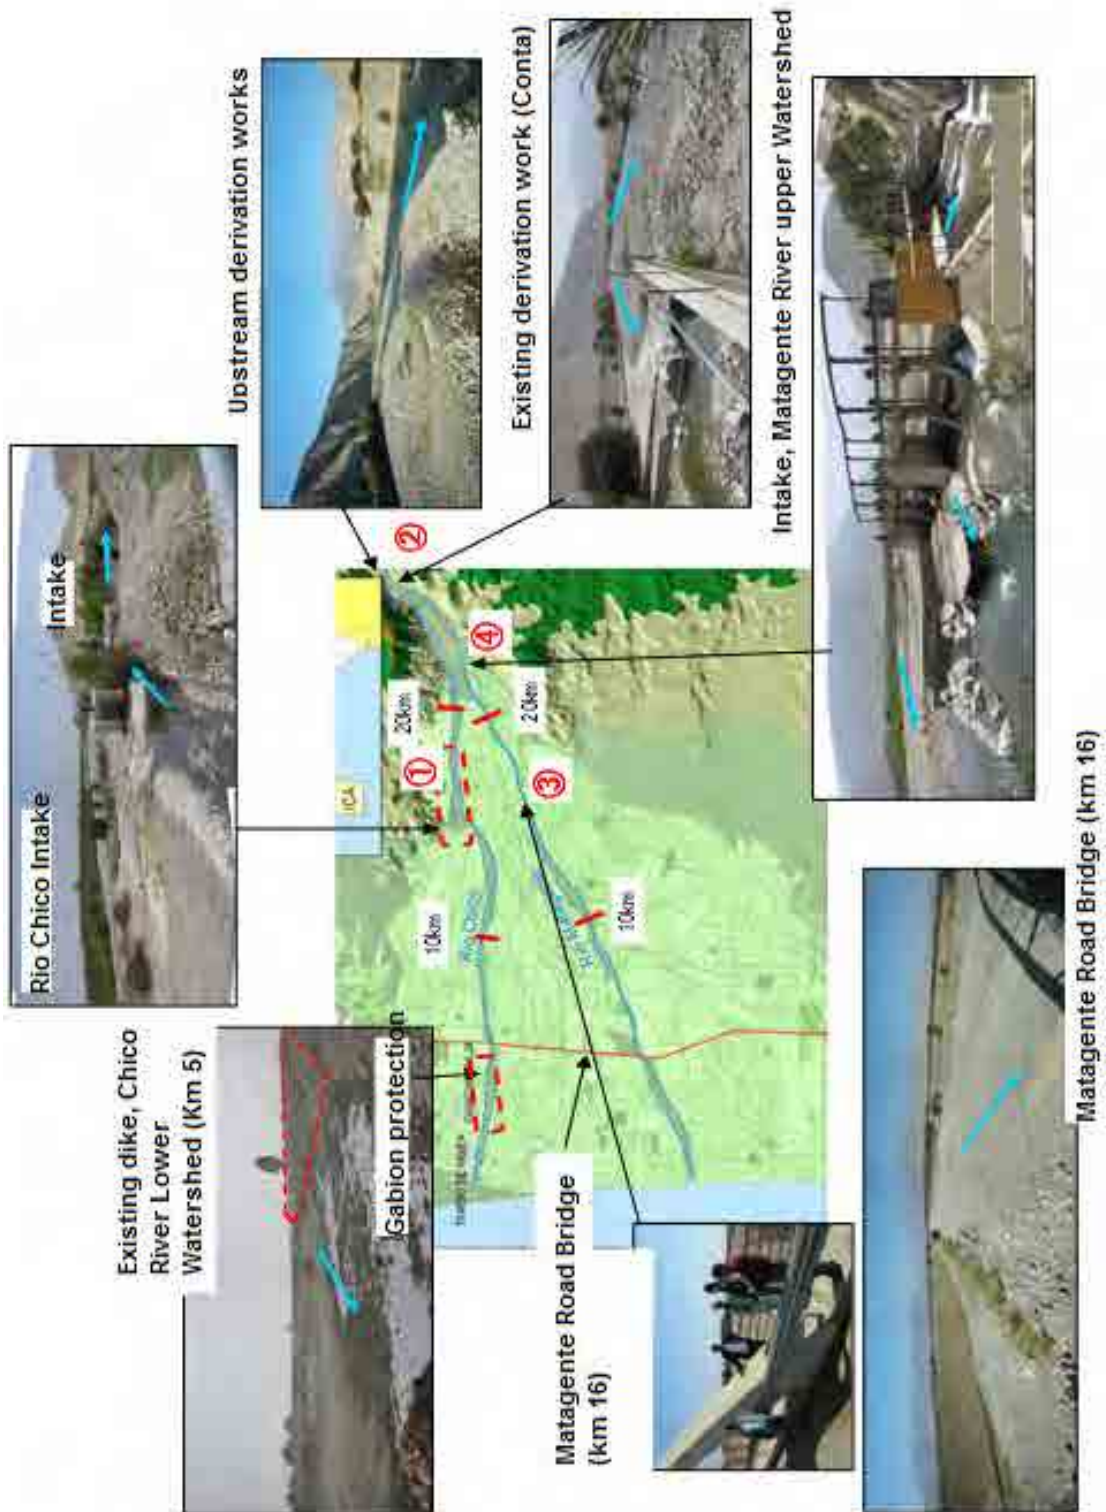 Rio Chico Intake
Intake
Existing dike, Chico
River Lower
Watershed (Km 5)
Upstream derivation works
Gabion protection
①
20km
②
10km
Rio Chico
④
Existing derivation work (Conta)
20km
③
Matagente Road Bridge
(km 16)
10km
Intake, Matagente River upper Watershed
Matagente Road Bridge (km 16)